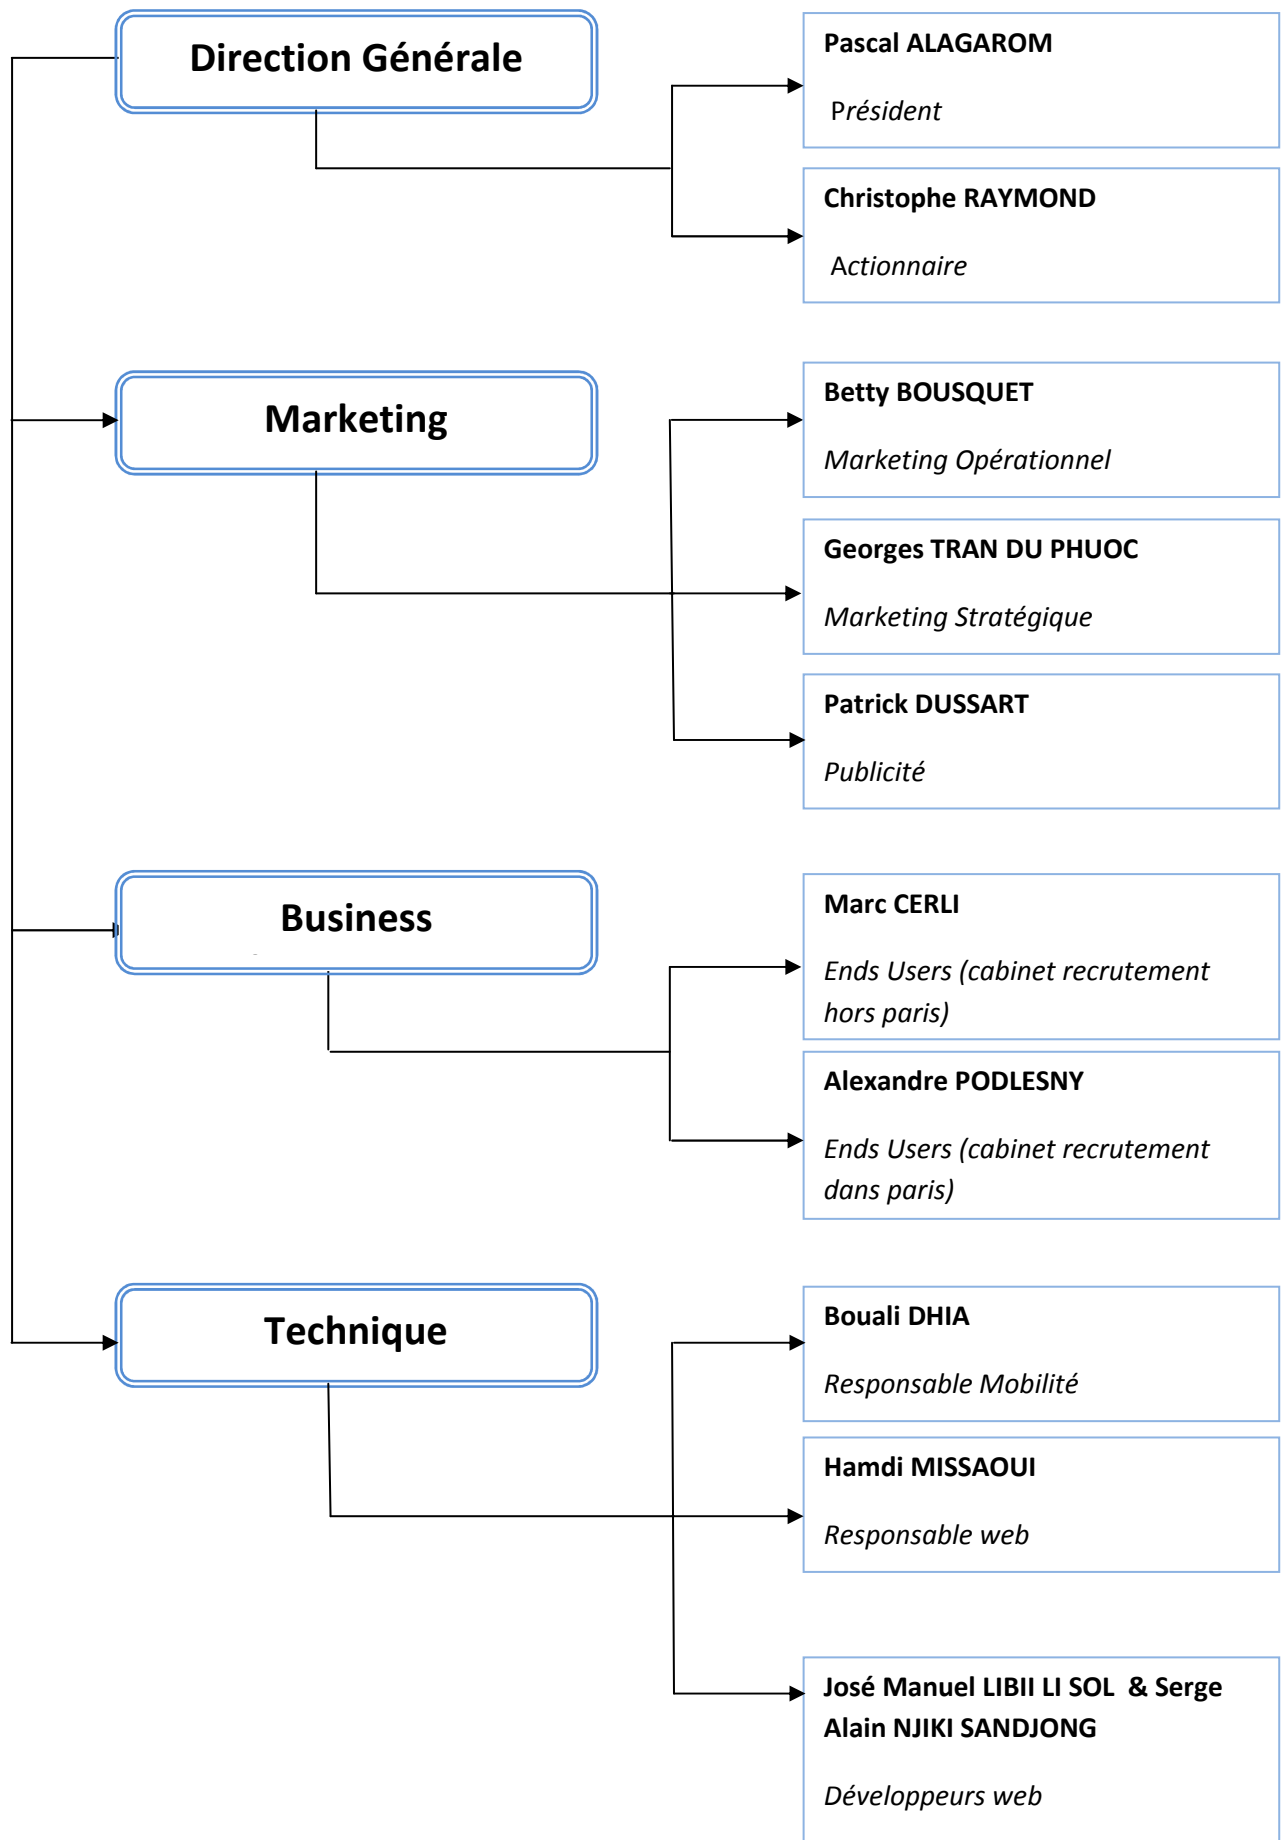 Direction Générale
Pascal ALAGAROM
Président
Christophe RAYMOND
Actionnaire
Marketing
Betty BOUSQUET
Marketing Opérationnel
Georges TRAN DU PHUOC
Marketing Stratégique
Patrick DUSSART
Publicité
Business
Marc CERLI
Ends Users (cabinet recrutement
hors paris)
Alexandre PODLESNY
Ends Users (cabinet recrutement
dans paris)
Technique
Bouali DHIA
Responsable Mobilité
Hamdi MISSAOUI
Responsable web
José Manuel LIBII LI SOL & Serge
Alain NJIKI SANDJONG
Développeurs web